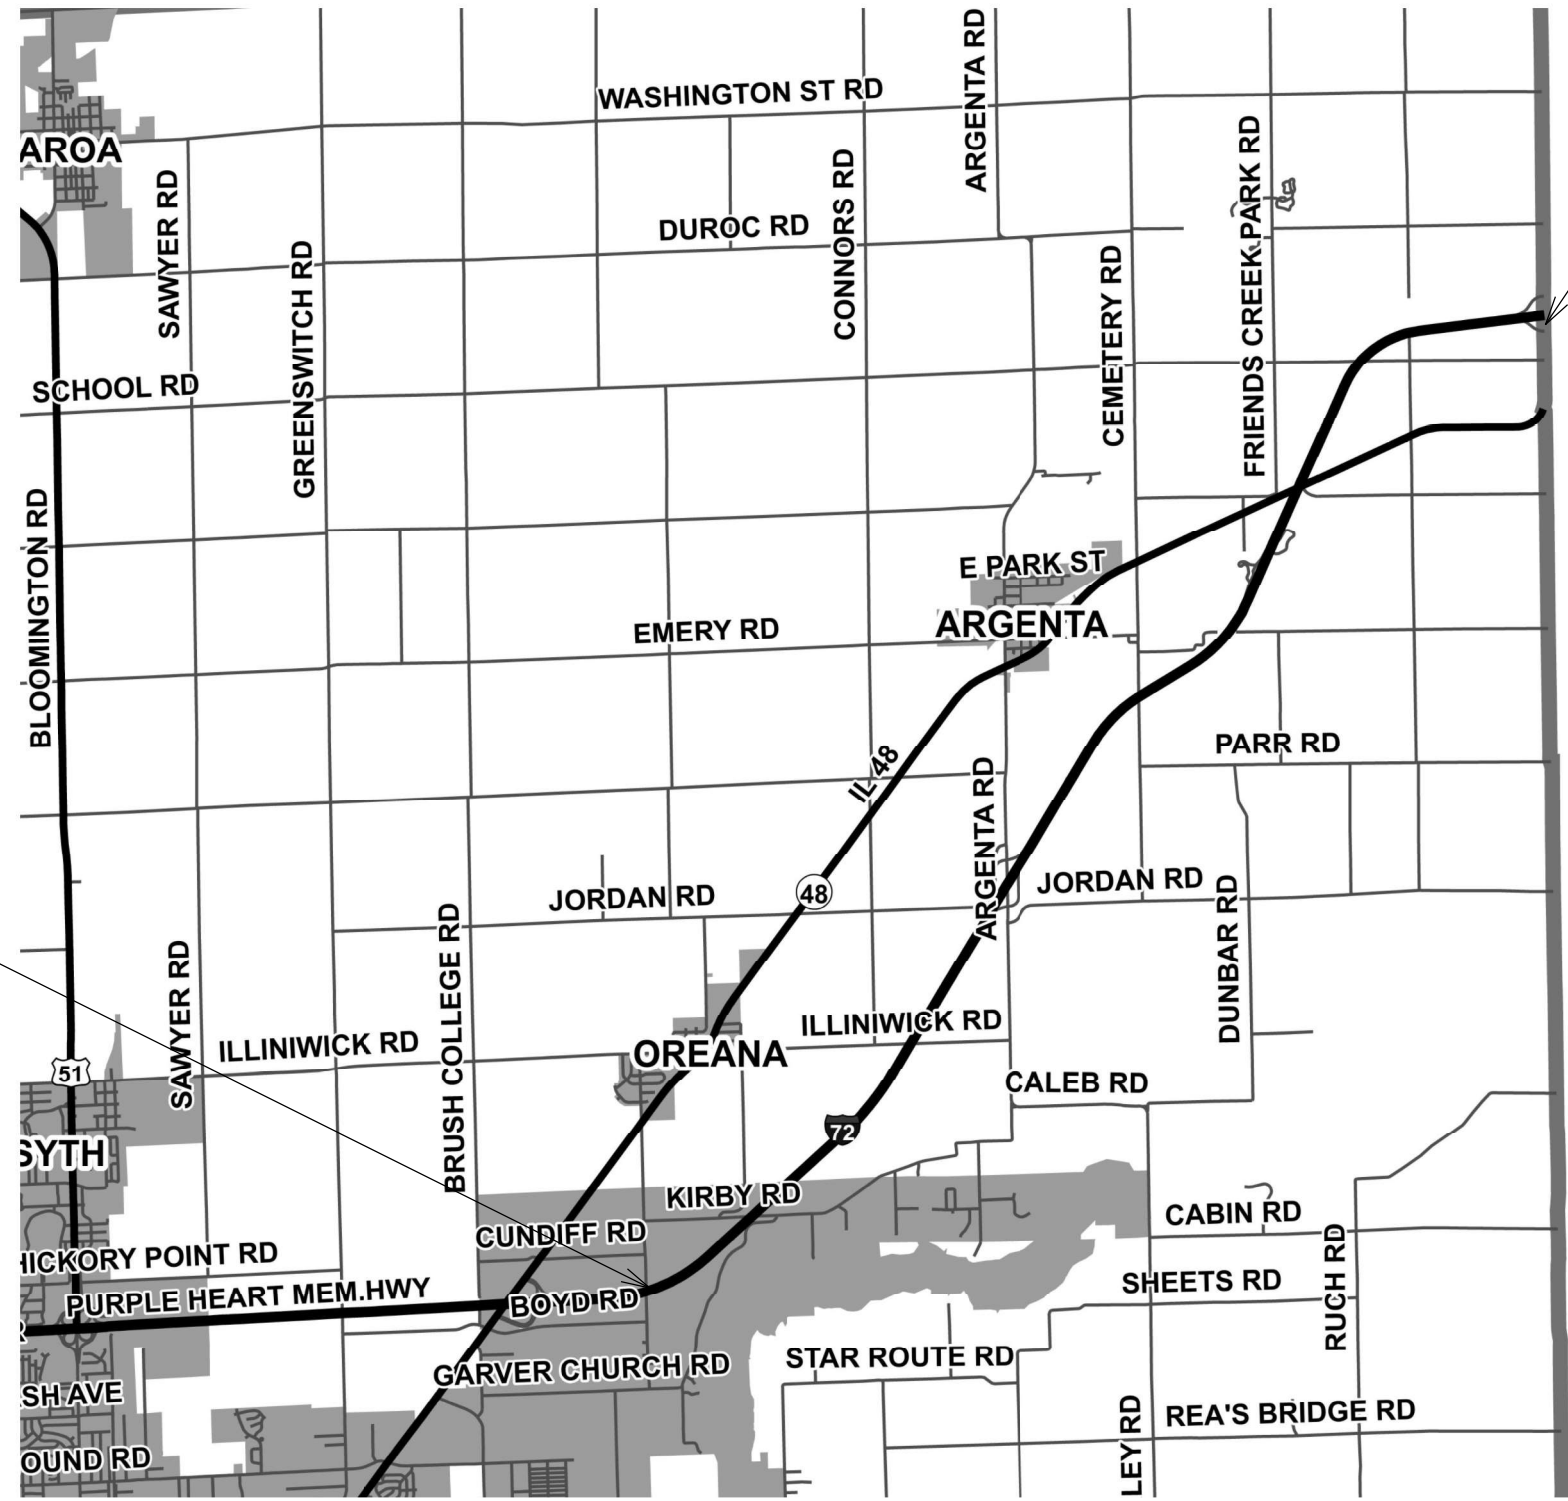 ARGENTA RD
WASHINGTON ST RD
AROA
SAWYER RD
CONNORS RD
FRIENDS CREEK PARK RD
DUROC RD
GREENSWITCH RD
CEMETERY RD
SCHOOL RD
BLOOMINGTON RD
E PARK ST
ARGENTA
EMERY RD
PARR RD
IL 48
ARGENTA RD
48
JORDAN RD
JORDAN RD
DUNBAR RD
BRUSH COLLEGE RD
SAWYER RD
ILLINIWICK RD
ILLINIWICK RD
OREANA
51
CALEB RD
72
SYTH
KIRBY RD
CABIN RD
CUNDIFF RD
RUCH RD
HICKORY POINT RD
SHEETS RD
PURPLE HEART MEM.HWY
BOYD RD
STAR ROUTE RD
GARVER CHURCH RD
SH AVE
LEY RD
REA'S BRIDGE RD
OUND RD